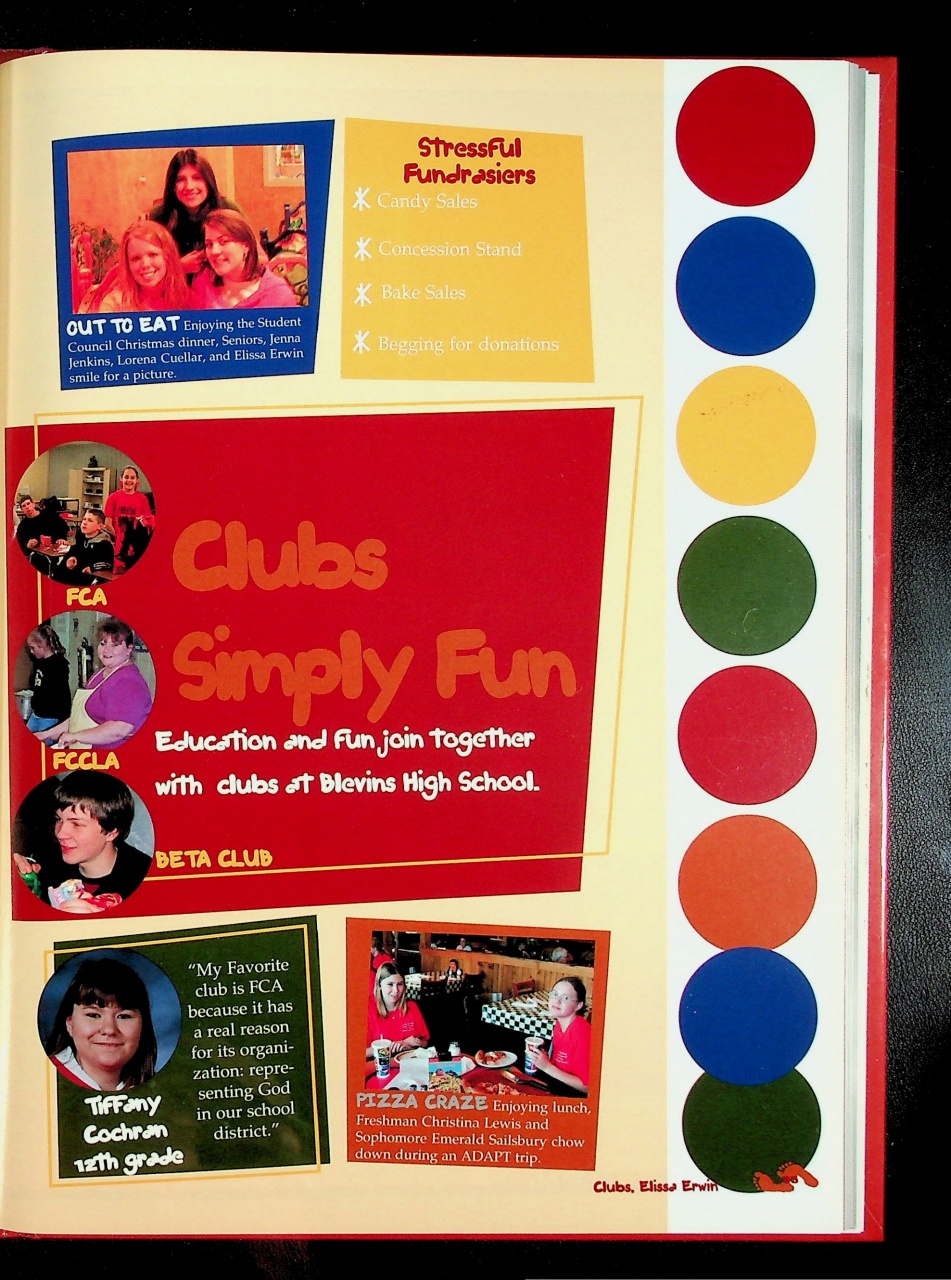 OUT TO EAT Enjoying the Student
Council Christmas dinner, Seniors, Jenna
Jenkins, Lorena Cuellar, and Elissa Erwin
smile for a picture.
Stressful
Fundrasiers
Candy Sales
Concession Stand
Bake Sales
Begging for donations
FCA
Clubs
Simply Fun
FCCLA
Education and Fun join together
with clubs at Blevins High School.
BETA CLUB
Tiffany
Cochran
12th grade
“My Favorite
club is FCA
because it has
a real reason
for its organi-
zation: repre-
senting God
in our school
district.”
PIZZA CRAZE Enjoying lunch,
Freshman Christina Lewis and
Sophomore Emerald Sailsbury chow
down during an ADAPT trip.
Clubs, Elissa Erwin